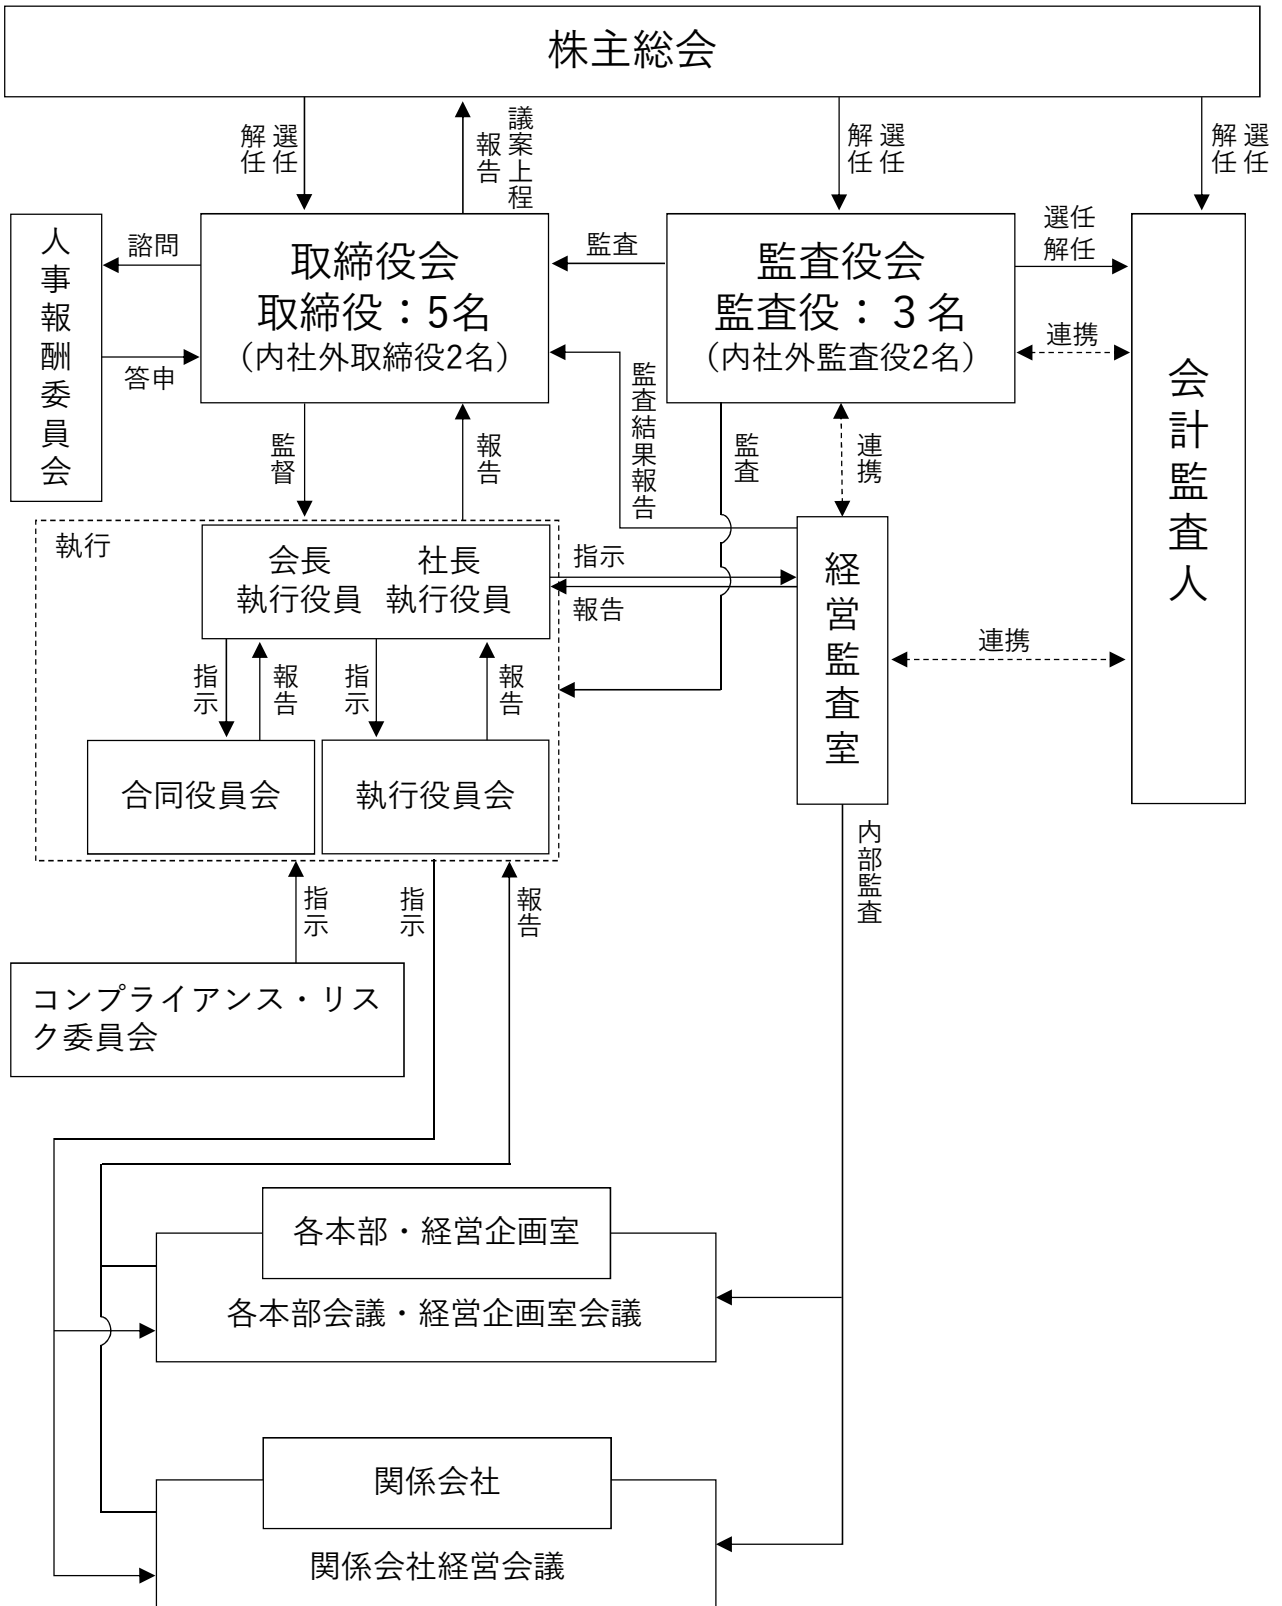 株主総会
選任
解任
議案上程
報告
選任
解任
選任
解任
人事報酬委員会
諮問
答申
取締役会
取締役：5名
（内社外取締役2名）
監査
監査役会
監査役：３名
（内社外監査役2名）
選任
解任
連携
会計監査人
監督
報告
監査結果報告
監査
連携
執行
会長
執行役員
社長
執行役員
指示
報告
経営監査室
連携
指示
報告
指示
報告
合同役員会
執行役員会
内部監査
指示
指示
報告
コンプライアンス・リス
ク委員会
各本部・経営企画室
各本部会議・経営企画室会議
関係会社
関係会社経営会議